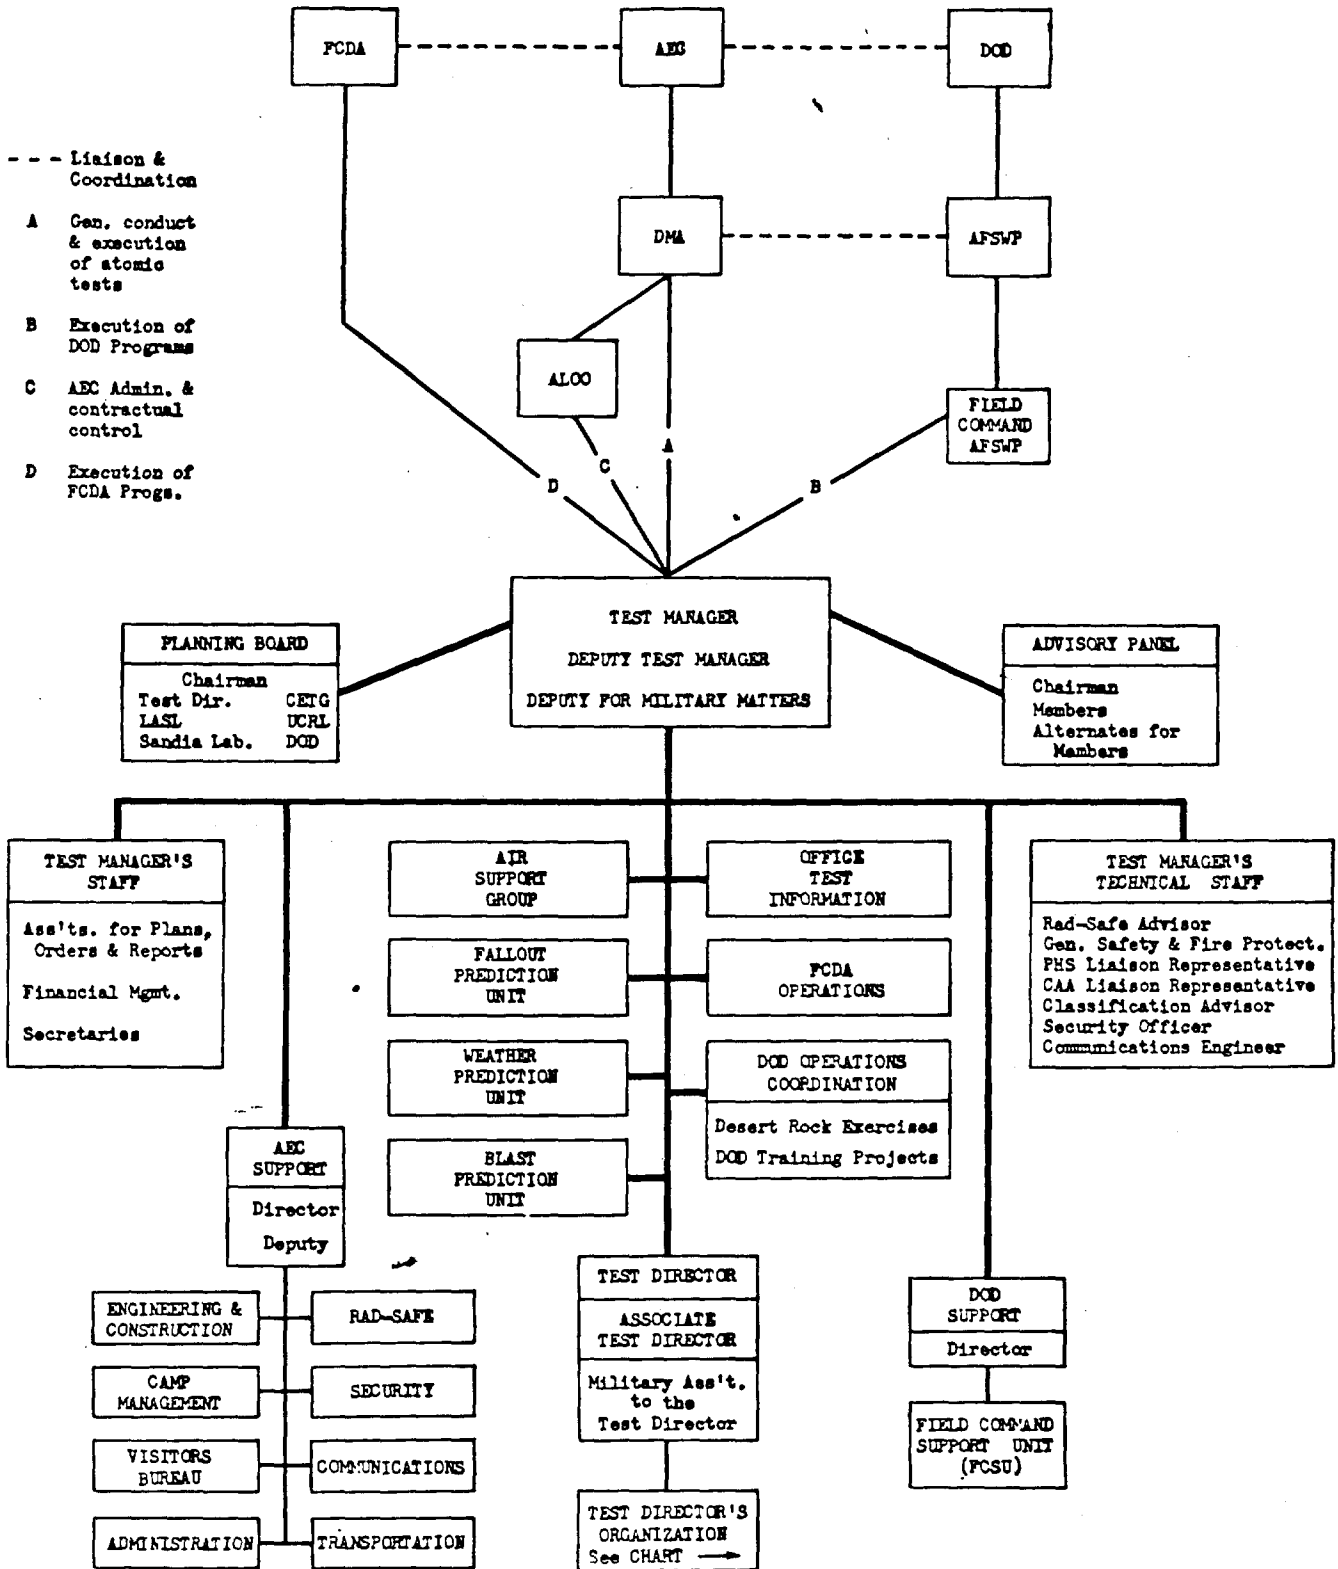 FCDA
AEC
DOD
- - - Liaison &
Coordination
A Gen. conduct
& execution
of atomic
tests
B Execution of
DOD Programs
C AEC Admin. &
contractual
control
D Execution of
FCDA Progs.
DMA
AFSWP
ALOO
FIELD
COMMAND
AFSWP
A
C
D
B
TEST MANAGER
DEPUTY TEST MANAGER
DEPUTY FOR MILITARY MATTERS
PLANNING BOARD
Chairman
Test Dir. CETG
LASL UCRL
Sandia Lab. DOD
ADVISORY PANEL
Chairman
Members
Alternates for
Members
TEST MANAGER'S
STAFF
Ass'ts. for Plans,
Orders & Reports
Financial Mgmt.
Secretaries
AIR
SUPPORT
GROUP
OFFICE
TEST
INFORMATION
TEST MANAGER'S
TECHNICAL STAFF
Rad-Safe Advisor
Gen. Safety & Fire Protect.
PHS Liaison Representative
CAA Liaison Representative
Classification Advisor
Security Officer
Communications Engineer
FALLOUT
PREDICTION
UNIT
FCDA
OPERATIONS
WEATHER
PREDICTION
UNIT
DOD OPERATIONS
COORDINATION
Desert Rock Exercises
DOD Training Projects
BLAST
PREDICTION
UNIT
AEC
SUPPORT
Director
Deputy
ENGINEERING &
CONSTRUCTION
RAD-SAFE
CAMP
MANAGEMENT
SECURITY
VISITORS
BUREAU
COMMUNICATIONS
ADMINISTRATION
TRANSPORTATION
TEST DIRECTOR
ASSOCIATE
TEST DIRECTOR
Military Ass't.
to the
Test Director
TEST DIRECTOR'S
ORGANIZATION
See CHART →
DOD
SUPPORT
Director
FIELD COMMAND
SUPPORT UNIT
(FCSU)